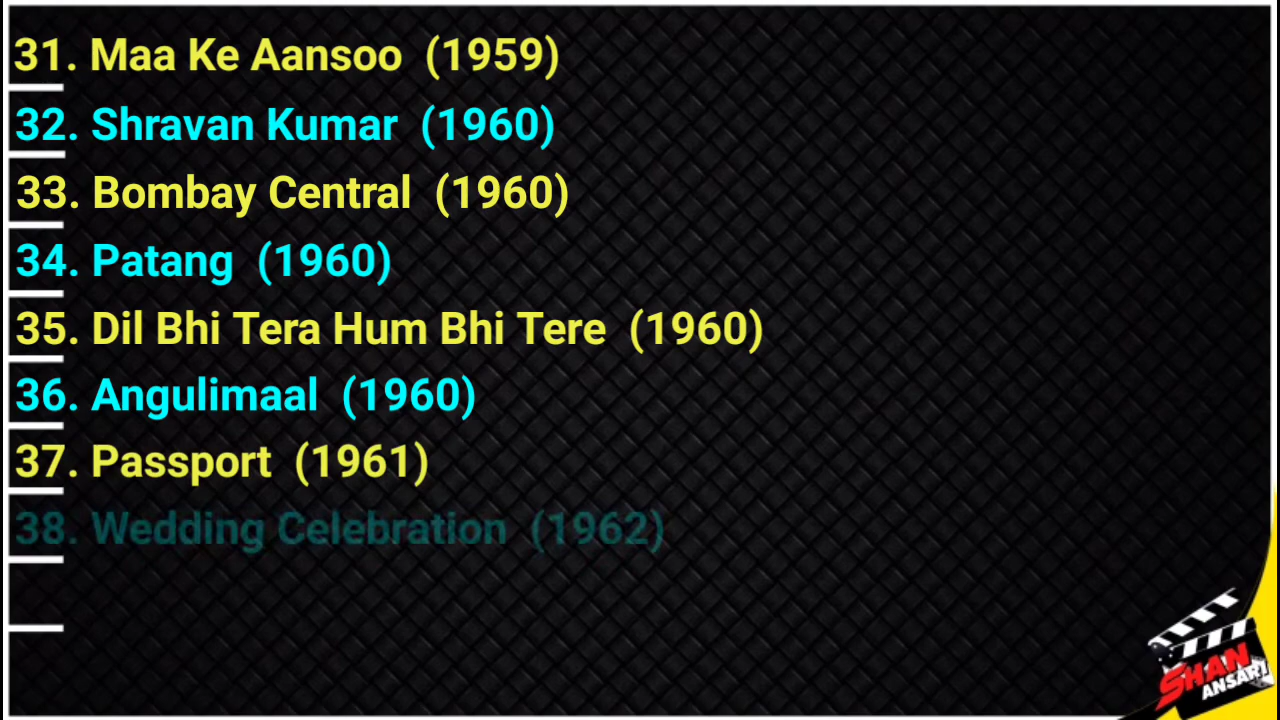 31. Maa Ke Aansoo (1959)
32. Shravan Kumar (1960)
33. Bombay Central (1960)
34. Patang (1960)
35. Dil Bhi Tera Hum Bhi Tere (1960)
36. Angulimaal (1960)
37. Passport (1961)
38. Wedding Celebration (1962)
SHAN
ANSARI